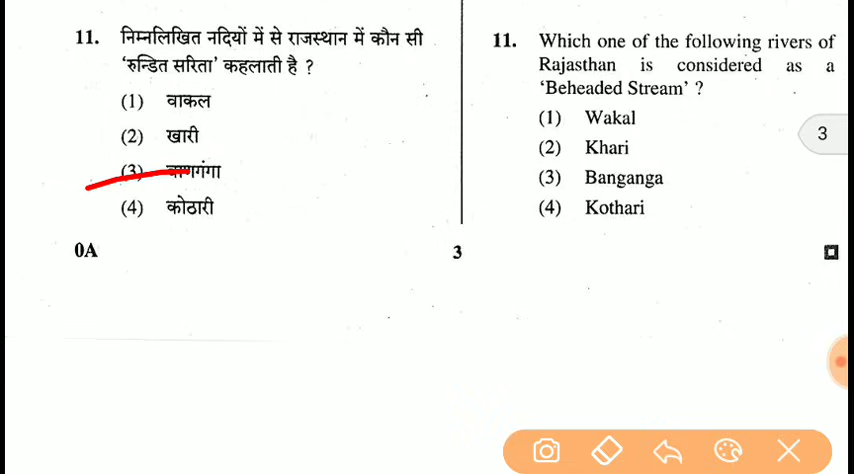 11. निम्नलिखित नदियों में से राजस्थान में कौन सी
'रुन्डित सरिता' कहलाती है ?
(1) वाकल
(2) खारी
(3) बाणगंगा
(4) कोठारी
0A
11. Which one of the following rivers of
Rajasthan is considered as a
'Beheaded Stream' ?
(1) Wakal
(2) Khari
(3) Banganga
(4) Kothari
3
3